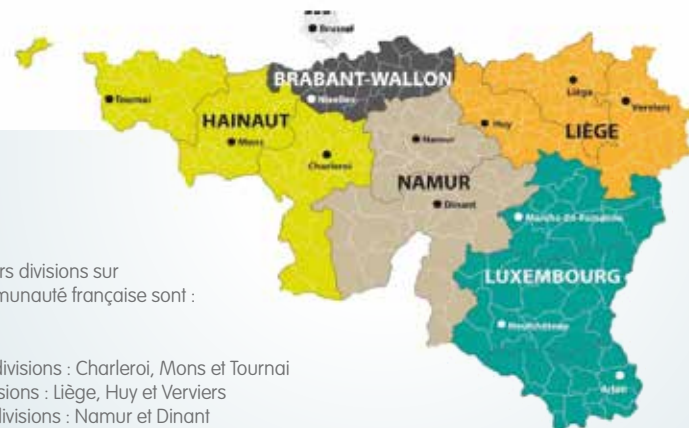 Brussel
BRABANT-WALLON
Tournai
Nivelles
Liège
Verviers
HAINAUT
Huy
LIÈGE
Mons
Namur
Charleroi
NAMUR
Dinant
Marche-En-Famenne
LUXEMBOURG
Neufchâteau
Arlon
rs divisions sur
munauté française sont :
divisions : Charleroi, Mons et Tournai
sions : Liège, Huy et Verviers
divisions : Namur et Dinant